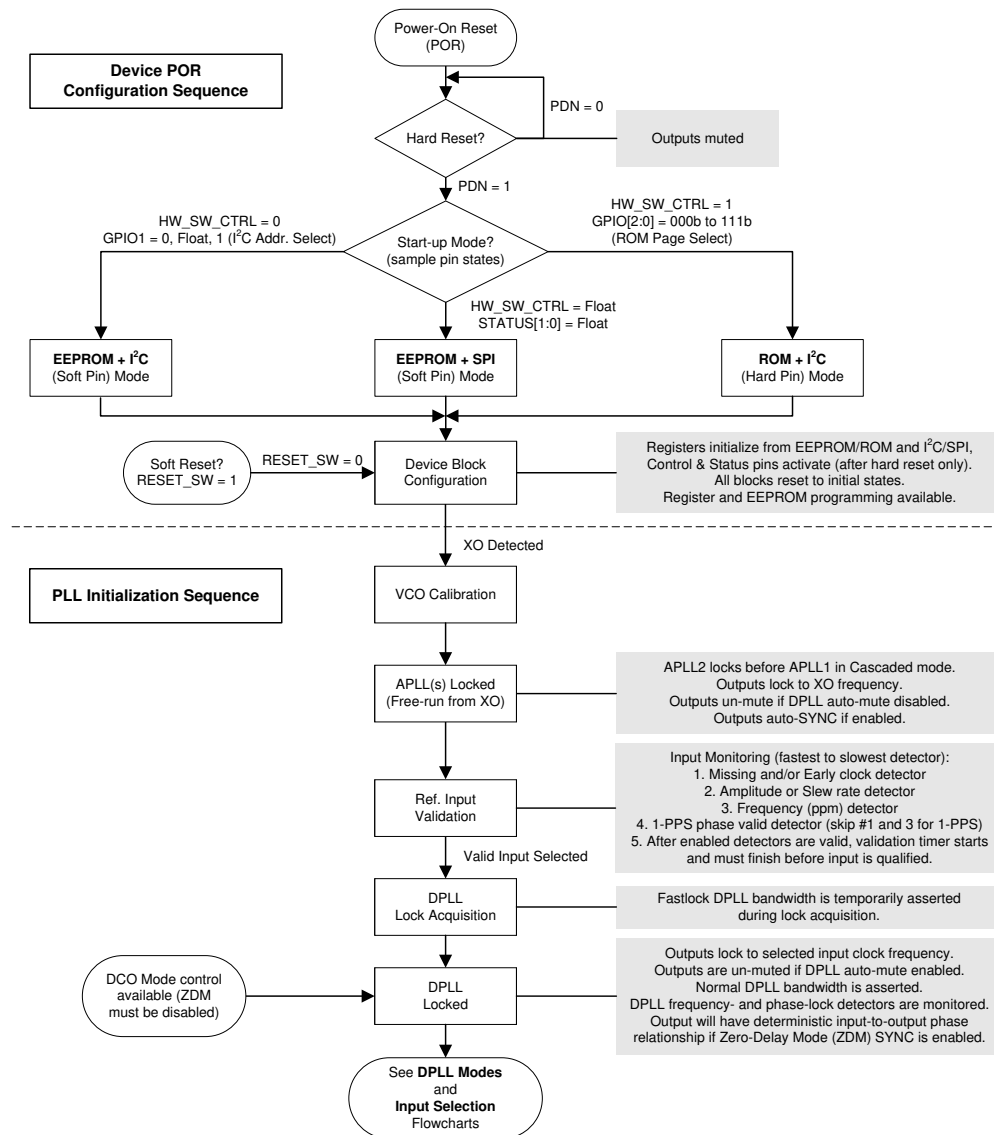 Power-On Reset
(POR)
Device POR
Configuration Sequence
PDN = 0
Hard Reset?
Outputs muted
PDN = 1
HW_SW_CTRL = 0
GPIO1 = 0, Float, 1 (I²C Addr. Select)
HW_SW_CTRL = 1
GPIO[2:0] = 000b to 111b
(ROM Page Select)
Start-up Mode?
(sample pin states)
HW_SW_CTRL = Float
STATUS[1:0] = Float
EEPROM + I²C
(Soft Pin) Mode
EEPROM + SPI
(Soft Pin) Mode
ROM + I²C
(Hard Pin) Mode
Soft Reset?
RESET_SW = 1
RESET_SW = 0
Device Block
Configuration
Registers initialize from EEPROM/ROM and I²C/SPI,
Control & Status pins activate (after hard reset only).
All blocks reset to initial states.
Register and EEPROM programming available.
XO Detected
PLL Initialization Sequence
VCO Calibration
APLL(s) Locked
(Free-run from XO)
APLL2 locks before APLL1 in Cascaded mode.
Outputs lock to XO frequency.
Outputs un-mute if DPLL auto-mute disabled.
Outputs auto-SYNC if enabled.
Ref. Input
Validation
Input Monitoring (fastest to slowest detector):
1. Missing and/or Early clock detector
2. Amplitude or Slew rate detector
3. Frequency (ppm) detector
4. 1-PPS phase valid detector (skip #1 and 3 for 1-PPS)
5. After enabled detectors are valid, validation timer starts
and must finish before input is qualified.
Valid Input Selected
DPLL
Lock Acquisition
Fastlock DPLL bandwidth is temporarily asserted
during lock acquisition.
DCO Mode control
available (ZDM
must be disabled)
DPLL
Locked
Outputs lock to selected input clock frequency.
Outputs are un-muted if DPLL auto-mute enabled.
Normal DPLL bandwidth is asserted.
DPLL frequency- and phase-lock detectors are monitored.
Output will have deterministic input-to-output phase
relationship if Zero-Delay Mode (ZDM) SYNC is enabled.
See DPLL Modes
and
Input Selection
Flowcharts